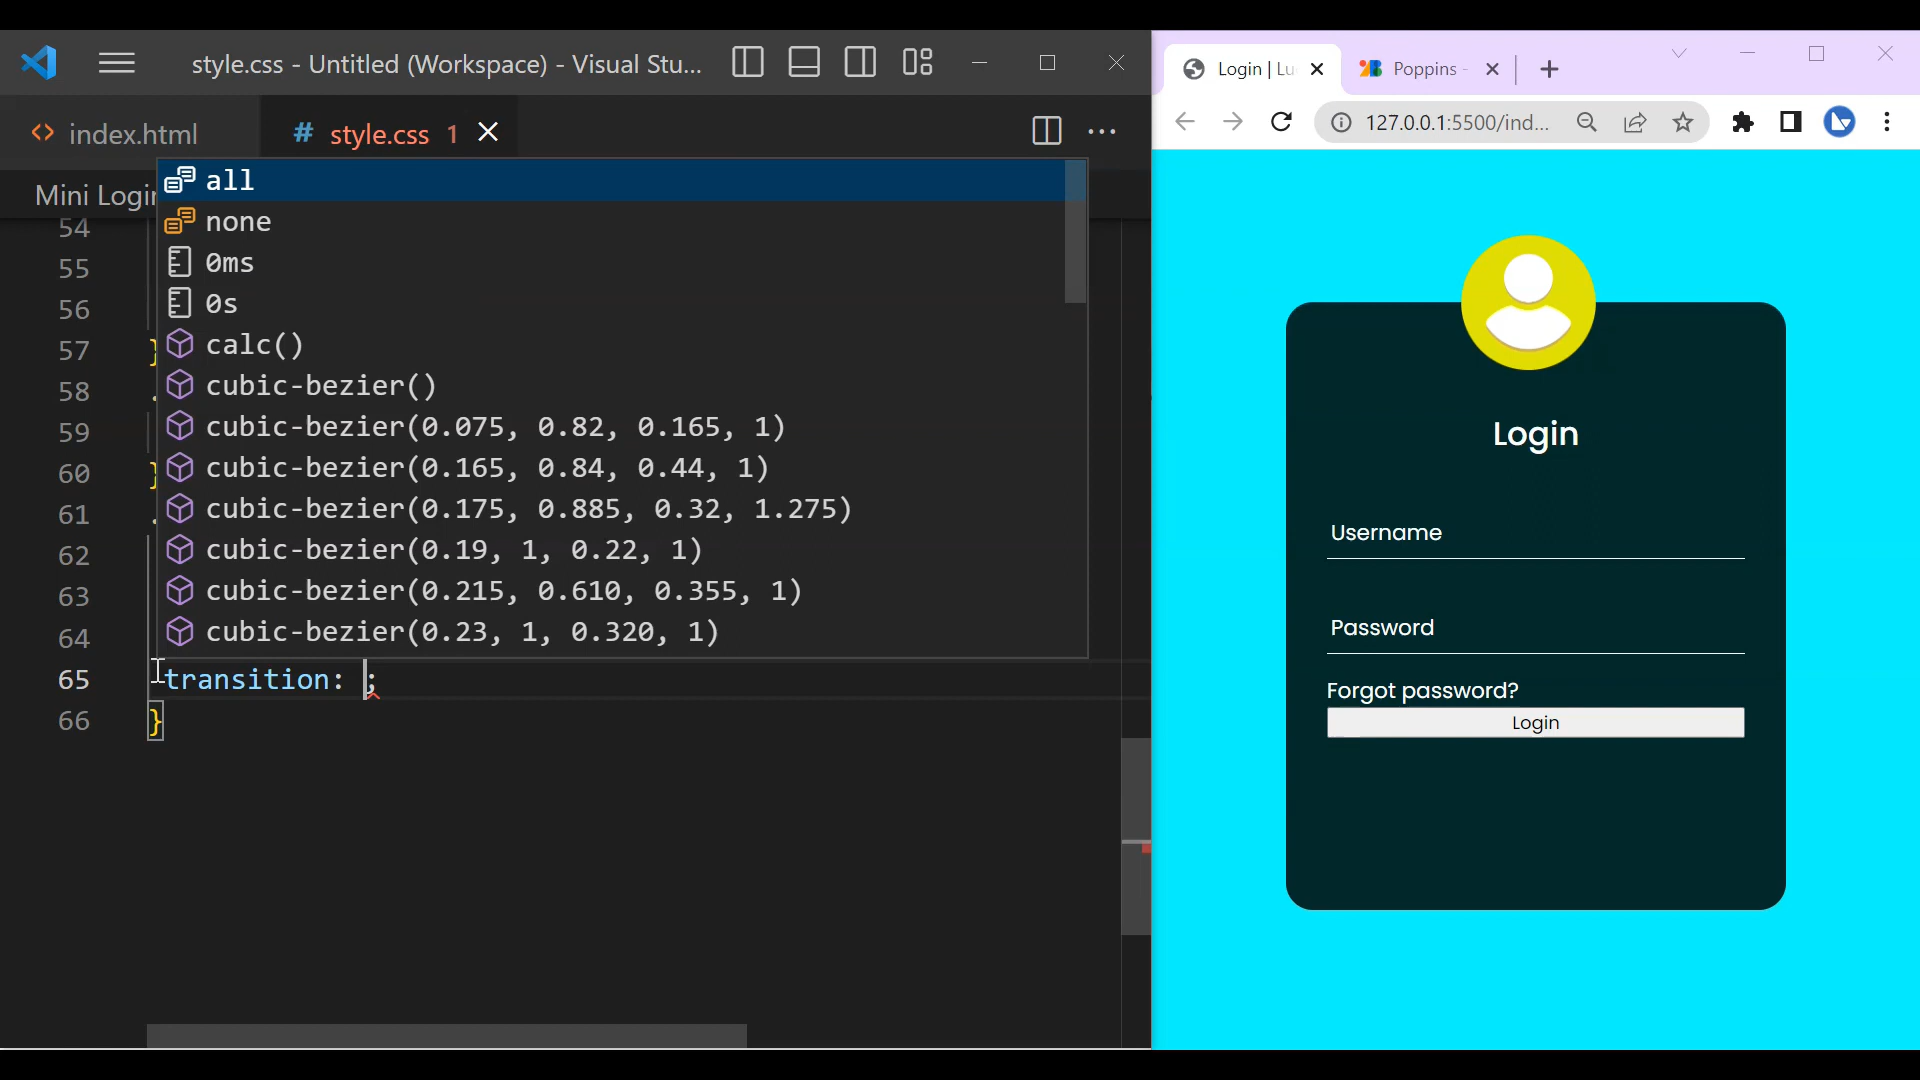 style.css - Untitled (Workspace) - Visual Stu...
index.html
# style.css 1
Mini Login
all
none
0ms
0s
calc()
cubic-bezier()
cubic-bezier(0.075, 0.82, 0.165, 1)
cubic-bezier(0.165, 0.84, 0.44, 1)
cubic-bezier(0.175, 0.885, 0.32, 1.275)
cubic-bezier(0.19, 1, 0.22, 1)
cubic-bezier(0.215, 0.610, 0.355, 1)
cubic-bezier(0.23, 1, 0.320, 1)
54
55
56
57 }
58 .
59
60 }
61 .
62
63
64
65 transition: ;
66 }
Login | Lu
Poppins -
127.0.0.1:5500/ind...
Login
Username
Password
Forgot password?
Login